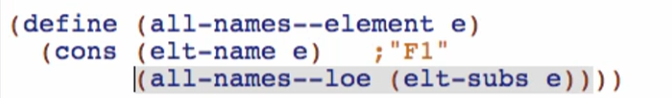 (define (all-names--element e)
  (cons (elt-name e)    ;"F1"
        (all-names--loe (elt-subs e))))